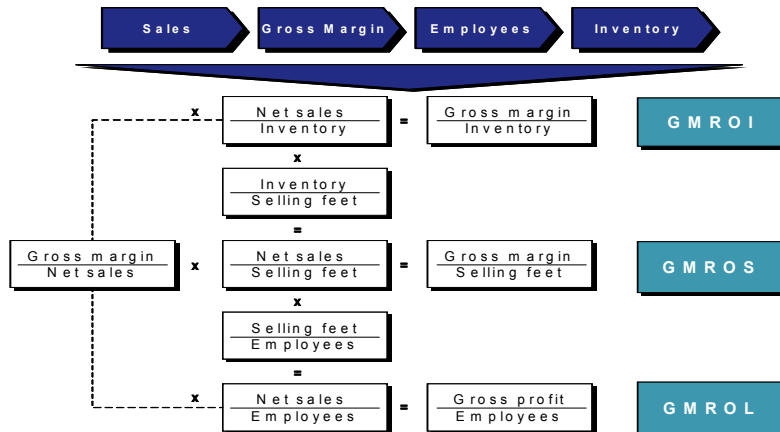 Sales Gross Margin Employees Inventory
x Net sales = Gross margin GMROI
Inventory Inventory
x
Inventory
Selling feet
=
Gross margin x Net sales = Gross margin GMROS
Net sales Selling feet Selling feet
x
Selling feet
Employees
=
x Net sales = Gross profit GMROL
Employees Employees